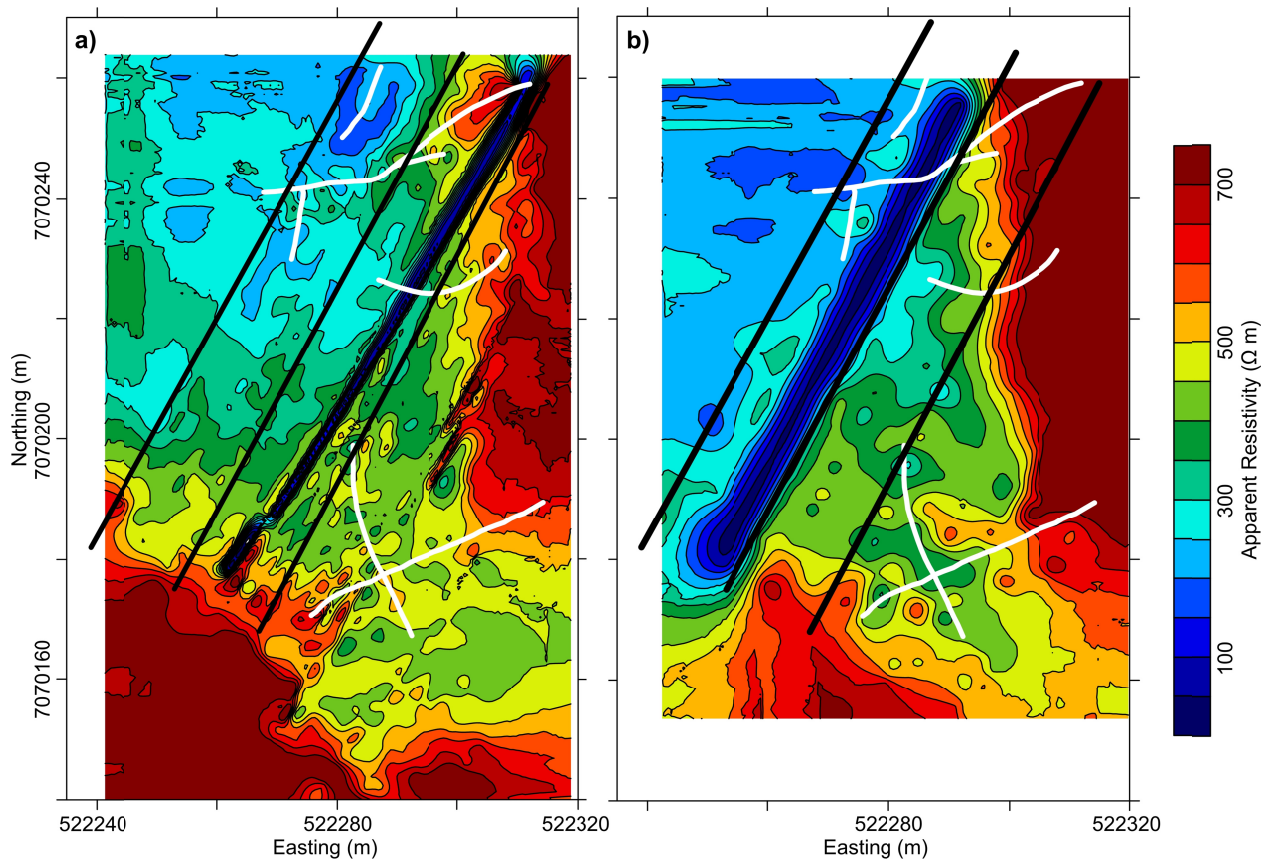 a)
b)
7070240
7070200
7070160
Northing (m)
522240
522280
522320
Easting (m)
522280
522320
Easting (m)
700
500
300
100
Apparent Resistivity (Ω m)